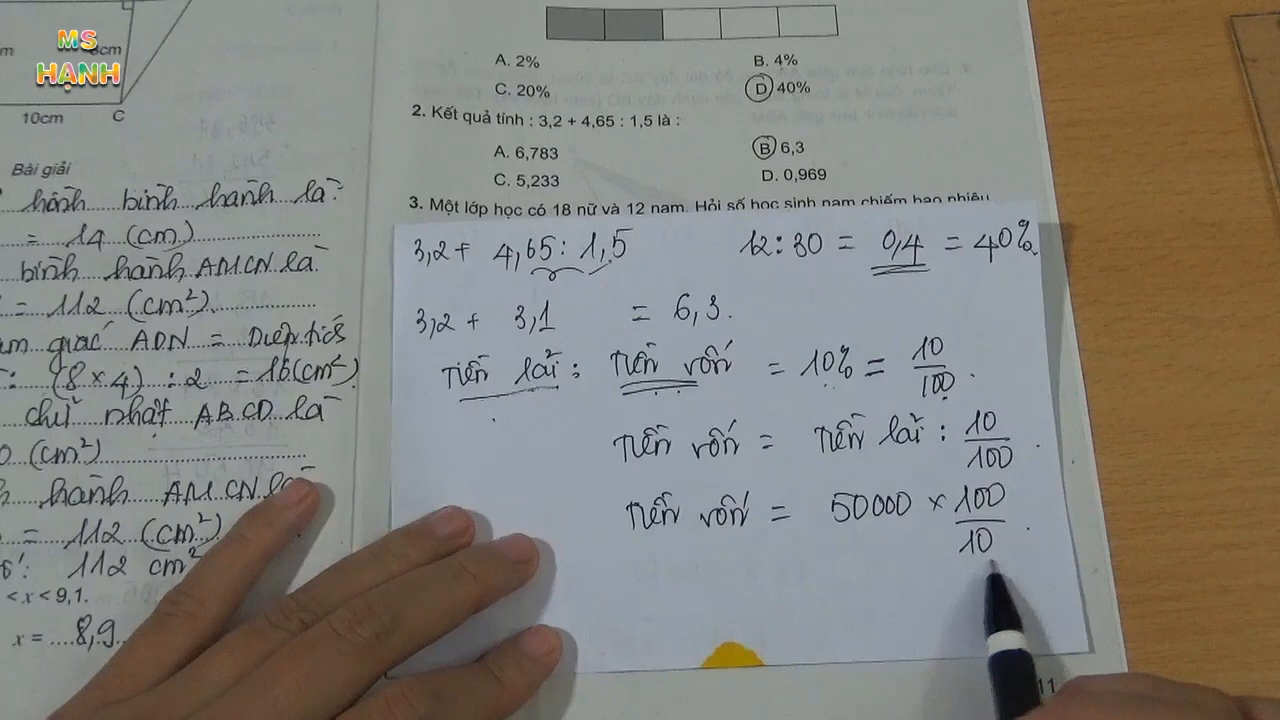 MS
HẠNH
cm
10cm
C
Bài giải
hình bình hành là:
= 14 (cm)
bình hành AMCN là
= 112 (cm²)
giác ADN =
(8 × 4) : 2 = 16 (cm²)
chữ nhật ABCD là
(cm²)
hành AMCN là
= 112 (cm²)
112 cm²
< x < 9,1.
x = ....8,9
A. 2%
B. 4%
C. 20%
D 40%
2. Kết quả tính : 3,2 + 4,65 : 1,5 là :
A. 6,783
B 6,3
C. 5,233
D. 0,969
3. Một lớp học có 18 nữ và 12 nam. Hỏi số học sinh nam chiếm bao nhiêu
3,2 + 4,65 : 1,5
12 : 30 = 0,4 = 40%.
3,2 + 3,1 = 6,3.
Tiền lãi : Tiền vốn = 10% = 10/100.
Tiền vốn = Tiền lãi : 10/100.
Tiền vốn = 50000 × 100/10.
11